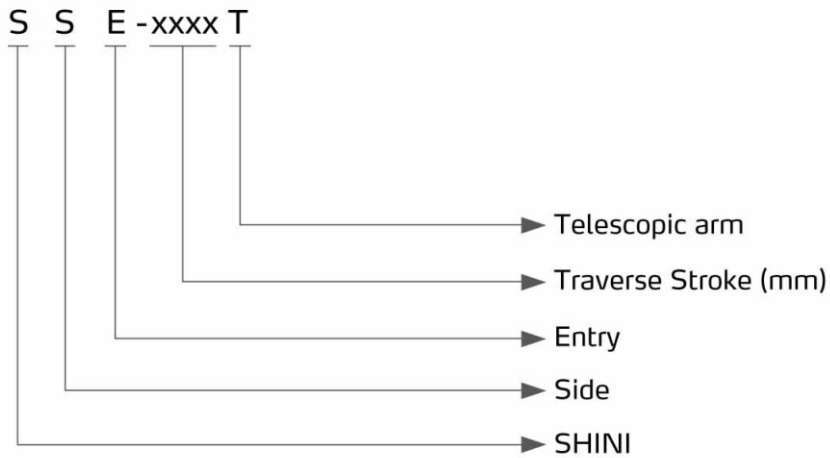 S S E -xxxx T
Telescopic arm
Traverse Stroke (mm)
Entry
Side
SHINI